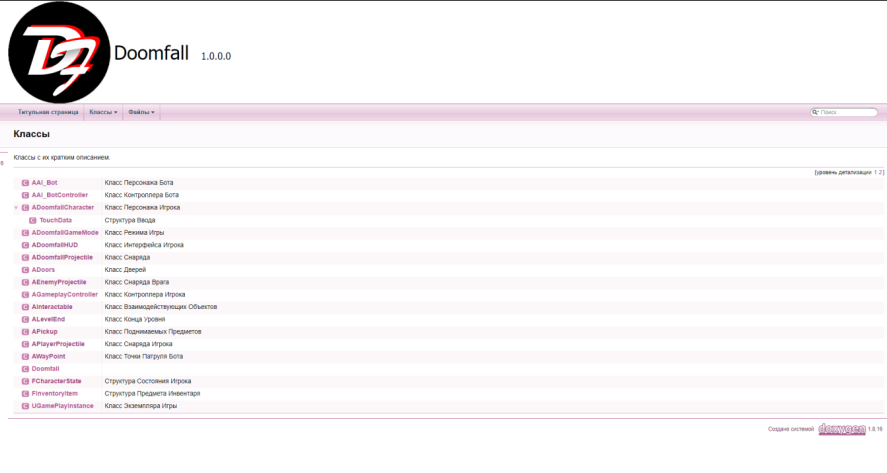 Doomfall 1.0.0.0
Титульная страница Классы Файлы Поиск
Классы
Классы с их кратким описанием.
[уровень детализации 1 2]
C AAI_Bot Класс Персонажа Бота
C AAI_BotController Класс Контроллера Бота
C ADoomfallCharacter Класс Персонажа Игрока
C TouchData Структура Ввода
C ADoomfallGameMode Класс Режима Игры
C ADoomfallHUD Класс Интерфейса Игрока
C ADoomfallProjectile Класс Снаряда
C ADoors Класс Дверей
C AEnemyProjectile Класс Снаряда Врага
C AGameplayController Класс Контроллера Игрока
C AInteractable Класс Взаимодействующих Объектов
C ALevelEnd Класс Конца Уровня
C APickup Класс Поднимаемых Предметов
C APlayerProjectile Класс Снаряда Игрока
C AWayPoint Класс Точки Патруля Бота
C Doomfall
C FCharacterState Структура Состояния Игрока
C FInventoryItem Структура Предмета Инвентаря
C UGamePlayInstance Класс Экземпляра Игры
Создано системой doxygen 1.8.16